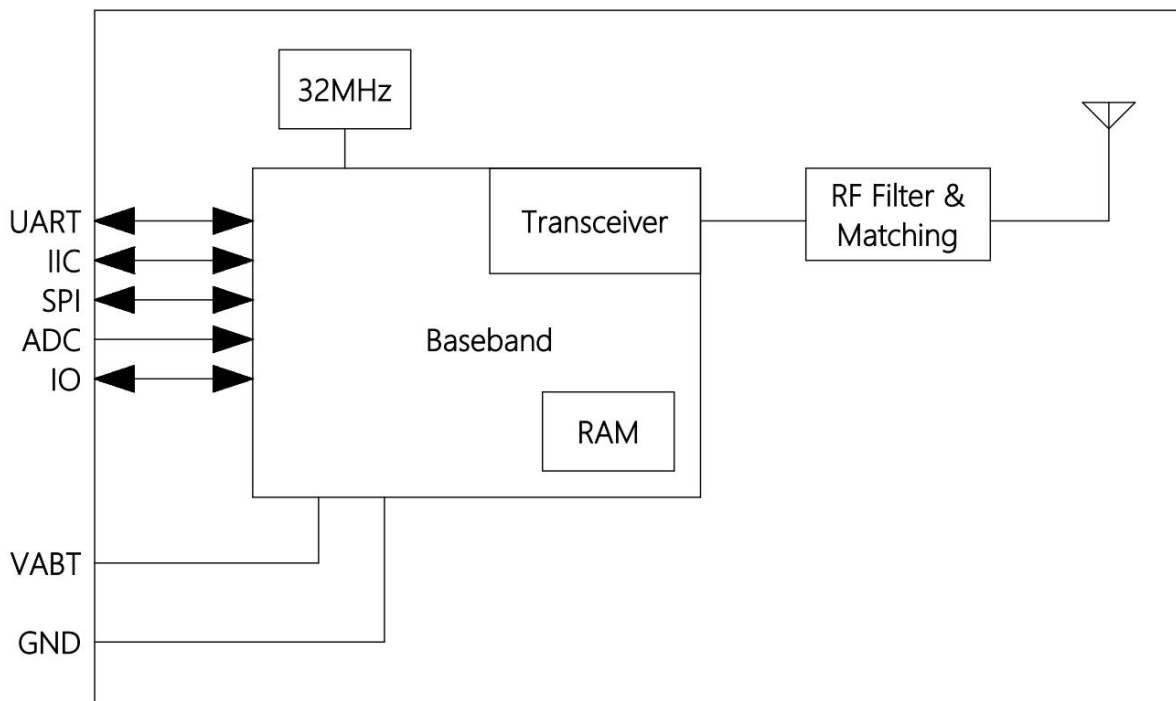 32MHz
UART
IIC
SPI
ADC
IO
Transceiver
Baseband
RAM
RF Filter &
Matching
VABT
GND